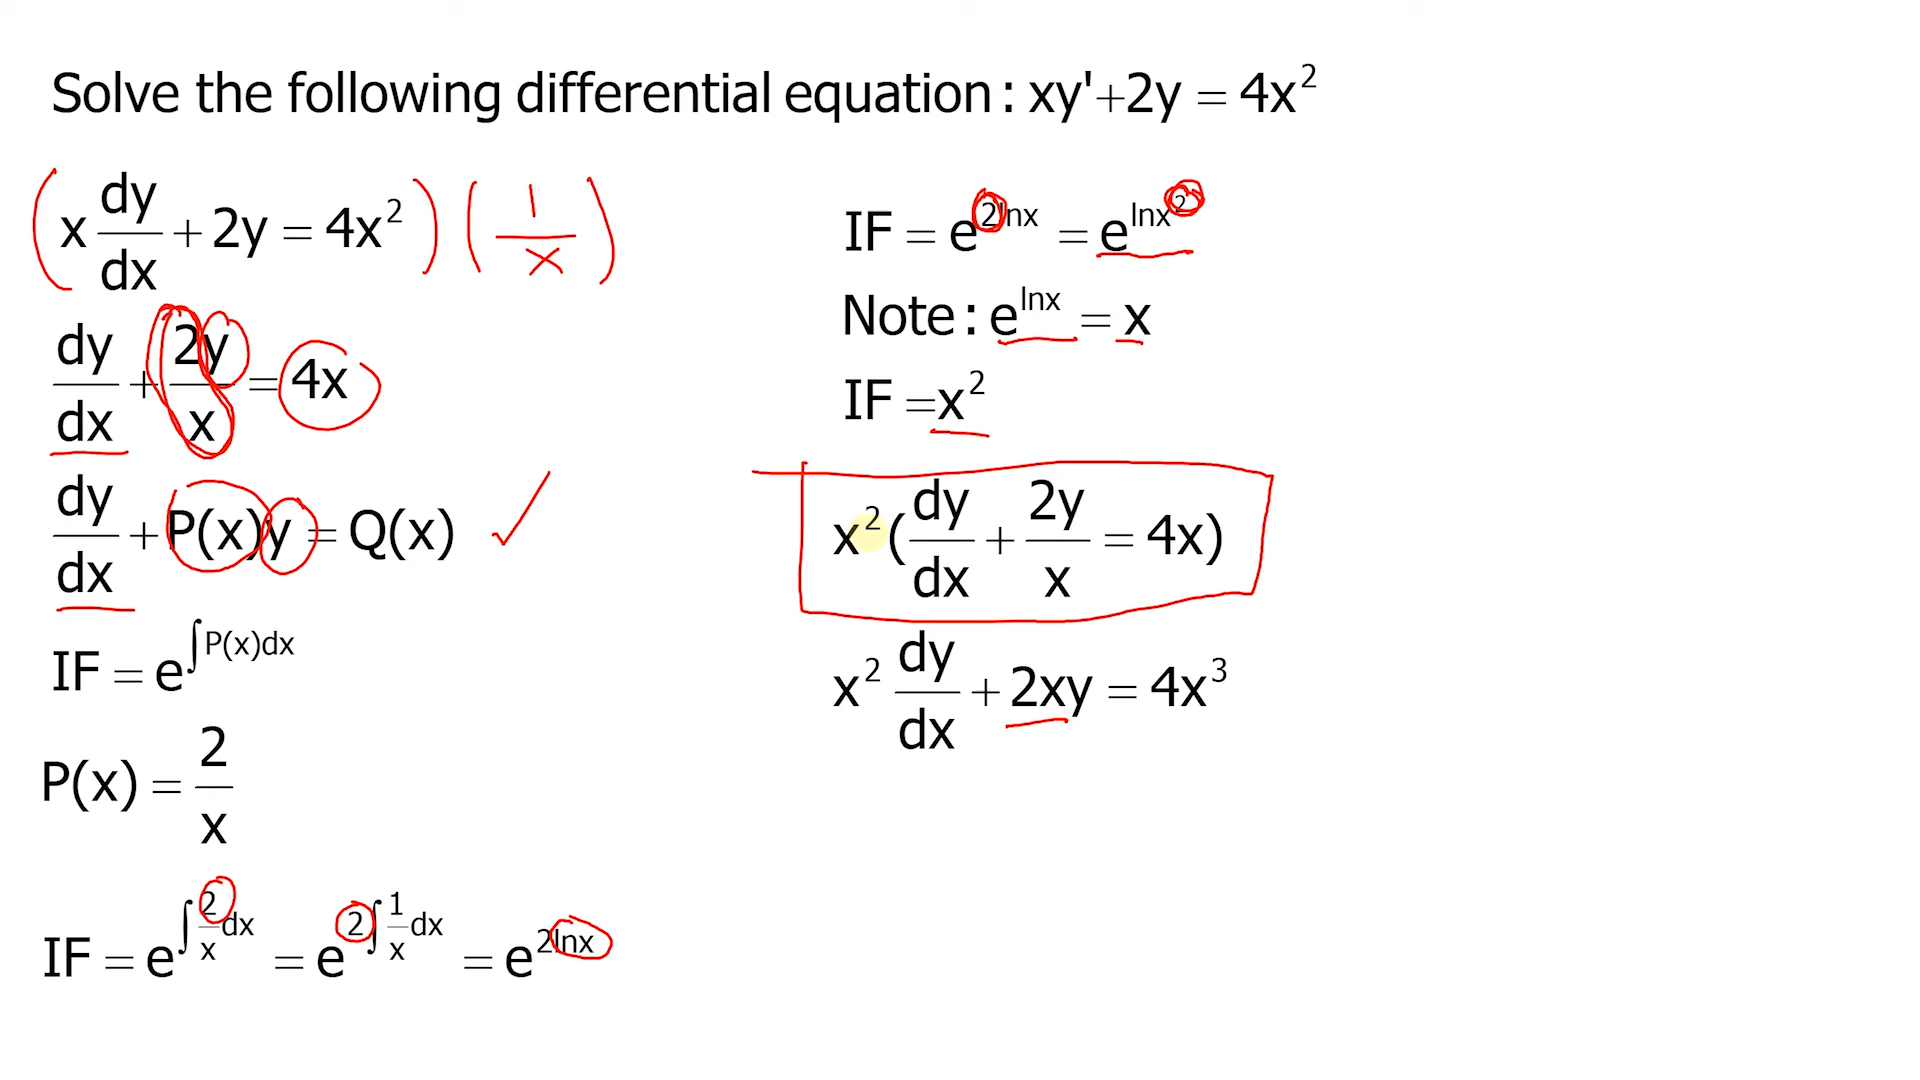 Solve the following differential equation: xy'+2y = 4x²
(x dy/dx + 2y = 4x²) (1/x)
dy/dx + 2y/x = 4x
dy/dx + P(x)y = Q(x) ✓
IF = e^∫P(x)dx
P(x) = 2/x
IF = e^∫2/x dx = e^2∫1/x dx = e^2lnx
IF = e^2lnx = e^lnx²
Note: e^lnx = x
IF =x²
x²(dy/dx + 2y/x = 4x)
x² dy/dx + 2xy = 4x³